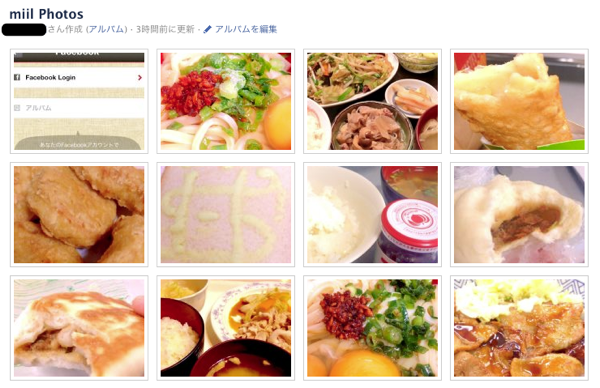 miil Photos
さん作成 (アルバム) · 3時間前に更新 · アルバムを編集
Facebook
Facebook Login
アルバム
あなたのFacebookアカウントで